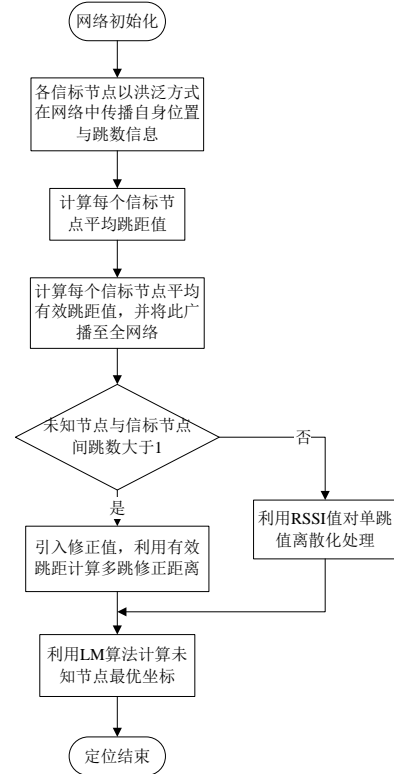 网络初始化
各信标节点以洪泛方式
在网络中传播自身位置
与跳数信息
计算每个信标节
点平均跳距值
计算每个信标节点平均
有效跳距值，并将此广
播至全网络
未知节点与信标节点
间跳数大于1
否
是
利用RSSI值对单跳
值离散化处理
引入修正值，利用有效
跳距计算多跳修正距离
利用LM算法计算未
知节点最优坐标
定位结束